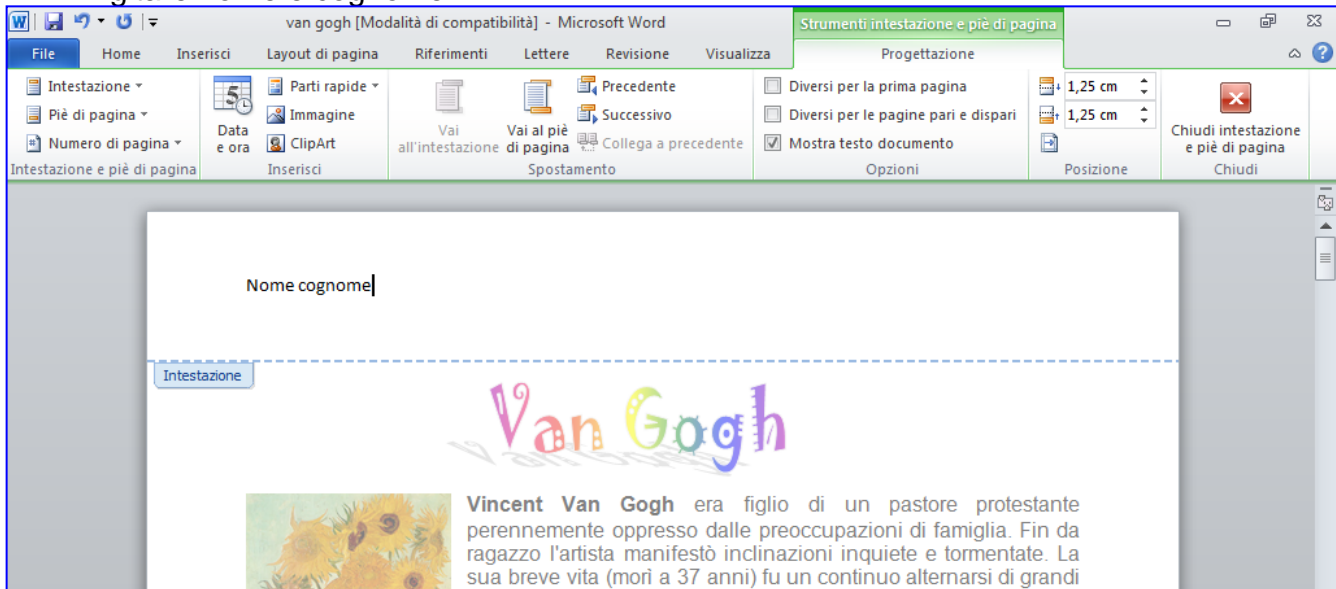 van gogh [Modalità di compatibilità] - Microsoft Word
Strumenti intestazione e piè di pagina
File Home Inserisci Layout di pagina Riferimenti Lettere Revisione Visualizza Progettazione
Intestazione
Piè di pagina
Numero di pagina
Intestazione e piè di pagina
5
Data e ora
Parti rapide
Immagine
ClipArt
Inserisci
Vai all'intestazione
Vai al piè di pagina
Precedente
Successivo
Collega a precedente
Spostamento
Diversi per la prima pagina
Diversi per le pagine pari e dispari
Mostra testo documento
Opzioni
1,25 cm
1,25 cm
Posizione
Chiudi intestazione e piè di pagina
Chiudi
Nome cognome
Intestazione
Van Gogh
Vincent Van Gogh era figlio di un pastore protestante
perennemente oppresso dalle preoccupazioni di famiglia. Fin da
ragazzo l'artista manifestò inclinazioni inquiete e tormentate. La
sua breve vita (morì a 37 anni) fu un continuo alternarsi di grandi